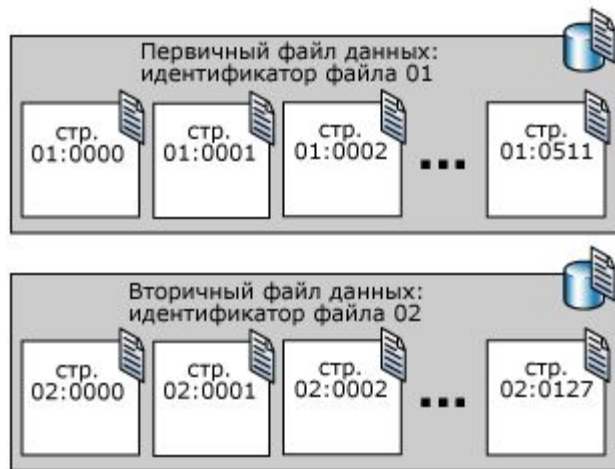 Первичный файл данных:
идентификатор файла 01
стр.
01:0000
стр.
01:0001
стр.
01:0002
...
стр.
01:0511
Вторичный файл данных:
идентификатор файла 02
стр.
02:0000
стр.
02:0001
стр.
02:0002
...
стр.
02:0127